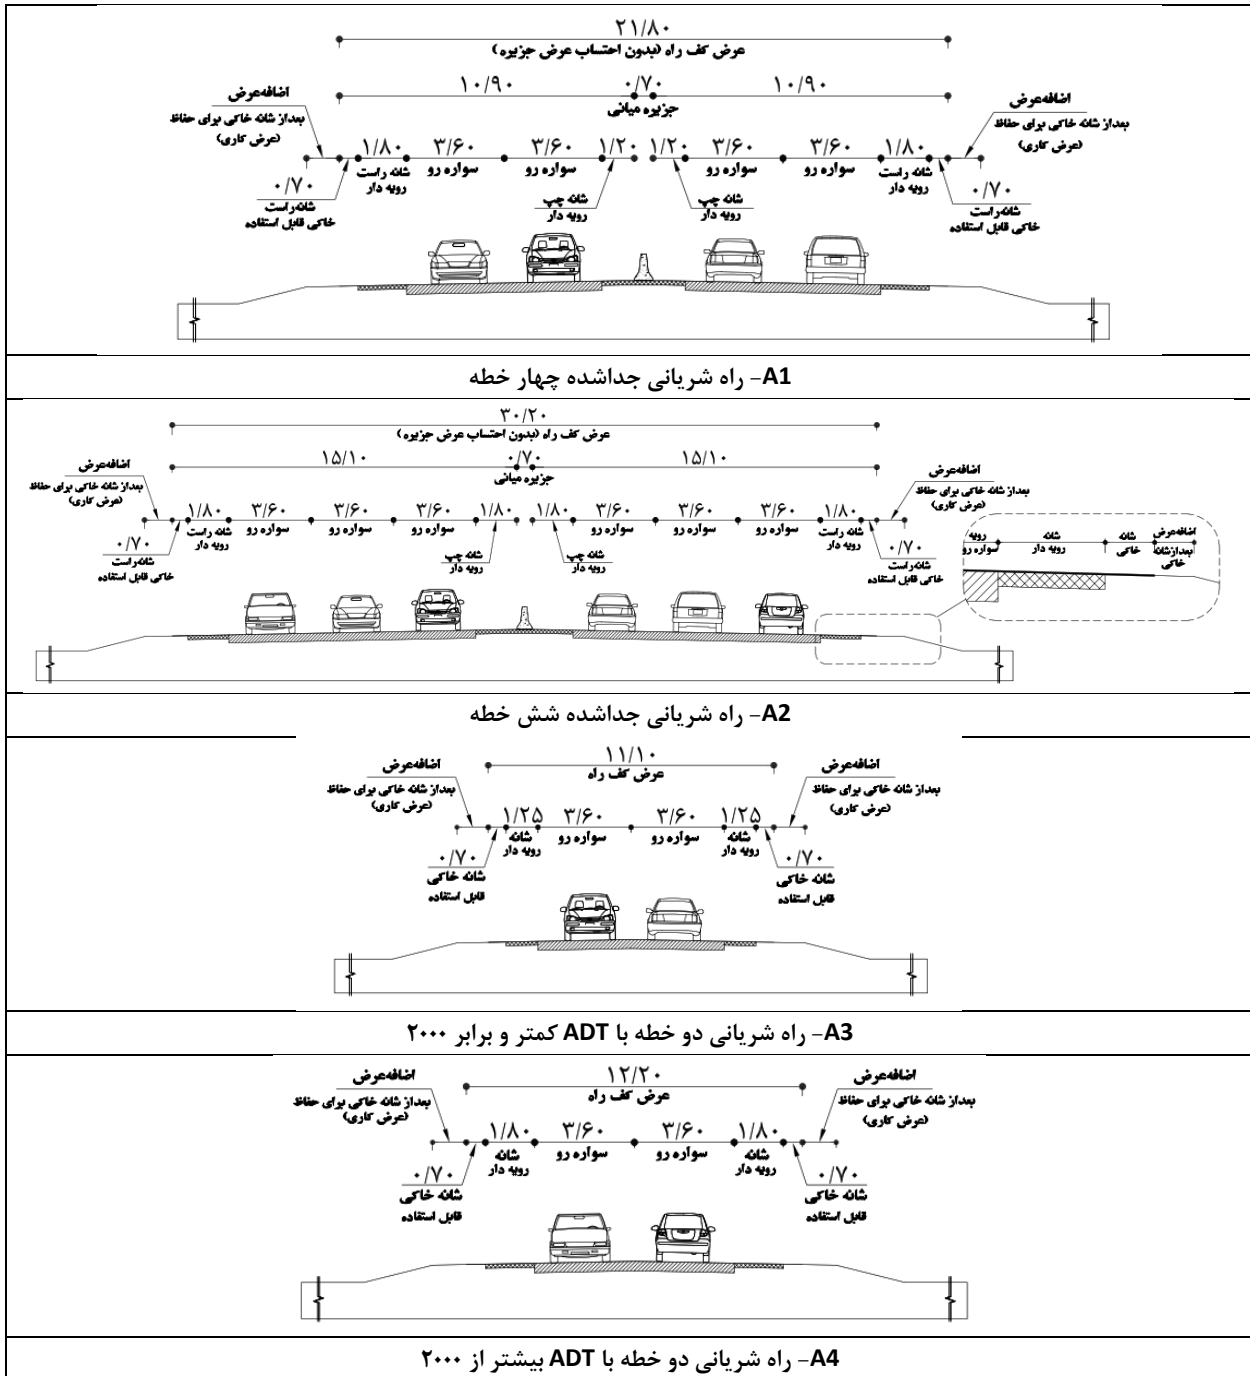 ۲۱/۸۰
عرض کف راه (بدون احتساب عرض جزیره)
۱۰/۹۰
۰/۷۰
۱۰/۹۰
جزیره میانی
اضافه‌عرض
بعداز شانه خاکی برای حفاظ
(عرض کاری)
اضافه‌عرض
بعداز شانه خاکی برای حفاظ
(عرض کاری)
۱/۸۰
۳/۶۰
۳/۶۰
۱/۲۰
۱/۲۰
۳/۶۰
۳/۶۰
۱/۸۰
شانه راست
رویه دار
سواره رو
سواره رو
سواره رو
سواره رو
شانه راست
رویه دار
۰/۷۰
شانه‌راست
خاکی قابل استفاده
شانه چپ
رویه دار
شانه چپ
رویه دار
۰/۷۰
شانه‌راست
خاکی قابل استفاده
A1- راه شریانی جداشده چهار خطه
۳۰/۲۰
عرض کف راه (بدون احتساب عرض جزیره)
۱۵/۱۰
۰/۷۰
۱۵/۱۰
جزیره میانی
اضافه‌عرض
بعداز شانه خاکی برای حفاظ
(عرض کاری)
اضافه‌عرض
بعداز شانه خاکی برای حفاظ
(عرض کاری)
۱/۸۰
۳/۶۰
۳/۶۰
۳/۶۰
۱/۸۰
۱/۸۰
۳/۶۰
۳/۶۰
۳/۶۰
۱/۸۰
شانه راست
رویه دار
سواره رو
سواره رو
سواره رو
سواره رو
سواره رو
سواره رو
شانه راست
رویه دار
۰/۷۰
شانه‌راست
خاکی قابل استفاده
شانه چپ
رویه دار
شانه چپ
رویه دار
۰/۷۰
شانه‌راست
خاکی قابل استفاده
رویه
سواره رو
شانه
رویه دار
شانه
خاکی
اضافه‌عرض
بعدازشانه
خاکی
A2- راه شریانی جداشده شش خطه
۱۱/۱۰
عرض کف راه
اضافه‌عرض
بعداز شانه خاکی برای حفاظ
(عرض کاری)
اضافه‌عرض
بعداز شانه خاکی برای حفاظ
(عرض کاری)
۱/۲۵
۳/۶۰
۳/۶۰
۱/۲۵
شانه
رویه دار
سواره رو
سواره رو
شانه
رویه دار
۰/۷۰
شانه خاکی
قابل استفاده
۰/۷۰
شانه خاکی
قابل استفاده
A3- راه شریانی دو خطه با ADT کمتر و برابر ۲۰۰۰
۱۲/۲۰
عرض کف راه
اضافه‌عرض
بعداز شانه خاکی برای حفاظ
(عرض کاری)
اضافه‌عرض
بعداز شانه خاکی برای حفاظ
(عرض کاری)
۱/۸۰
۳/۶۰
۳/۶۰
۱/۸۰
شانه
رویه دار
سواره رو
سواره رو
شانه
رویه دار
۰/۷۰
شانه خاکی
قابل استفاده
۰/۷۰
شانه خاکی
قابل استفاده
A4- راه شریانی دو خطه با ADT بیشتر از ۲۰۰۰